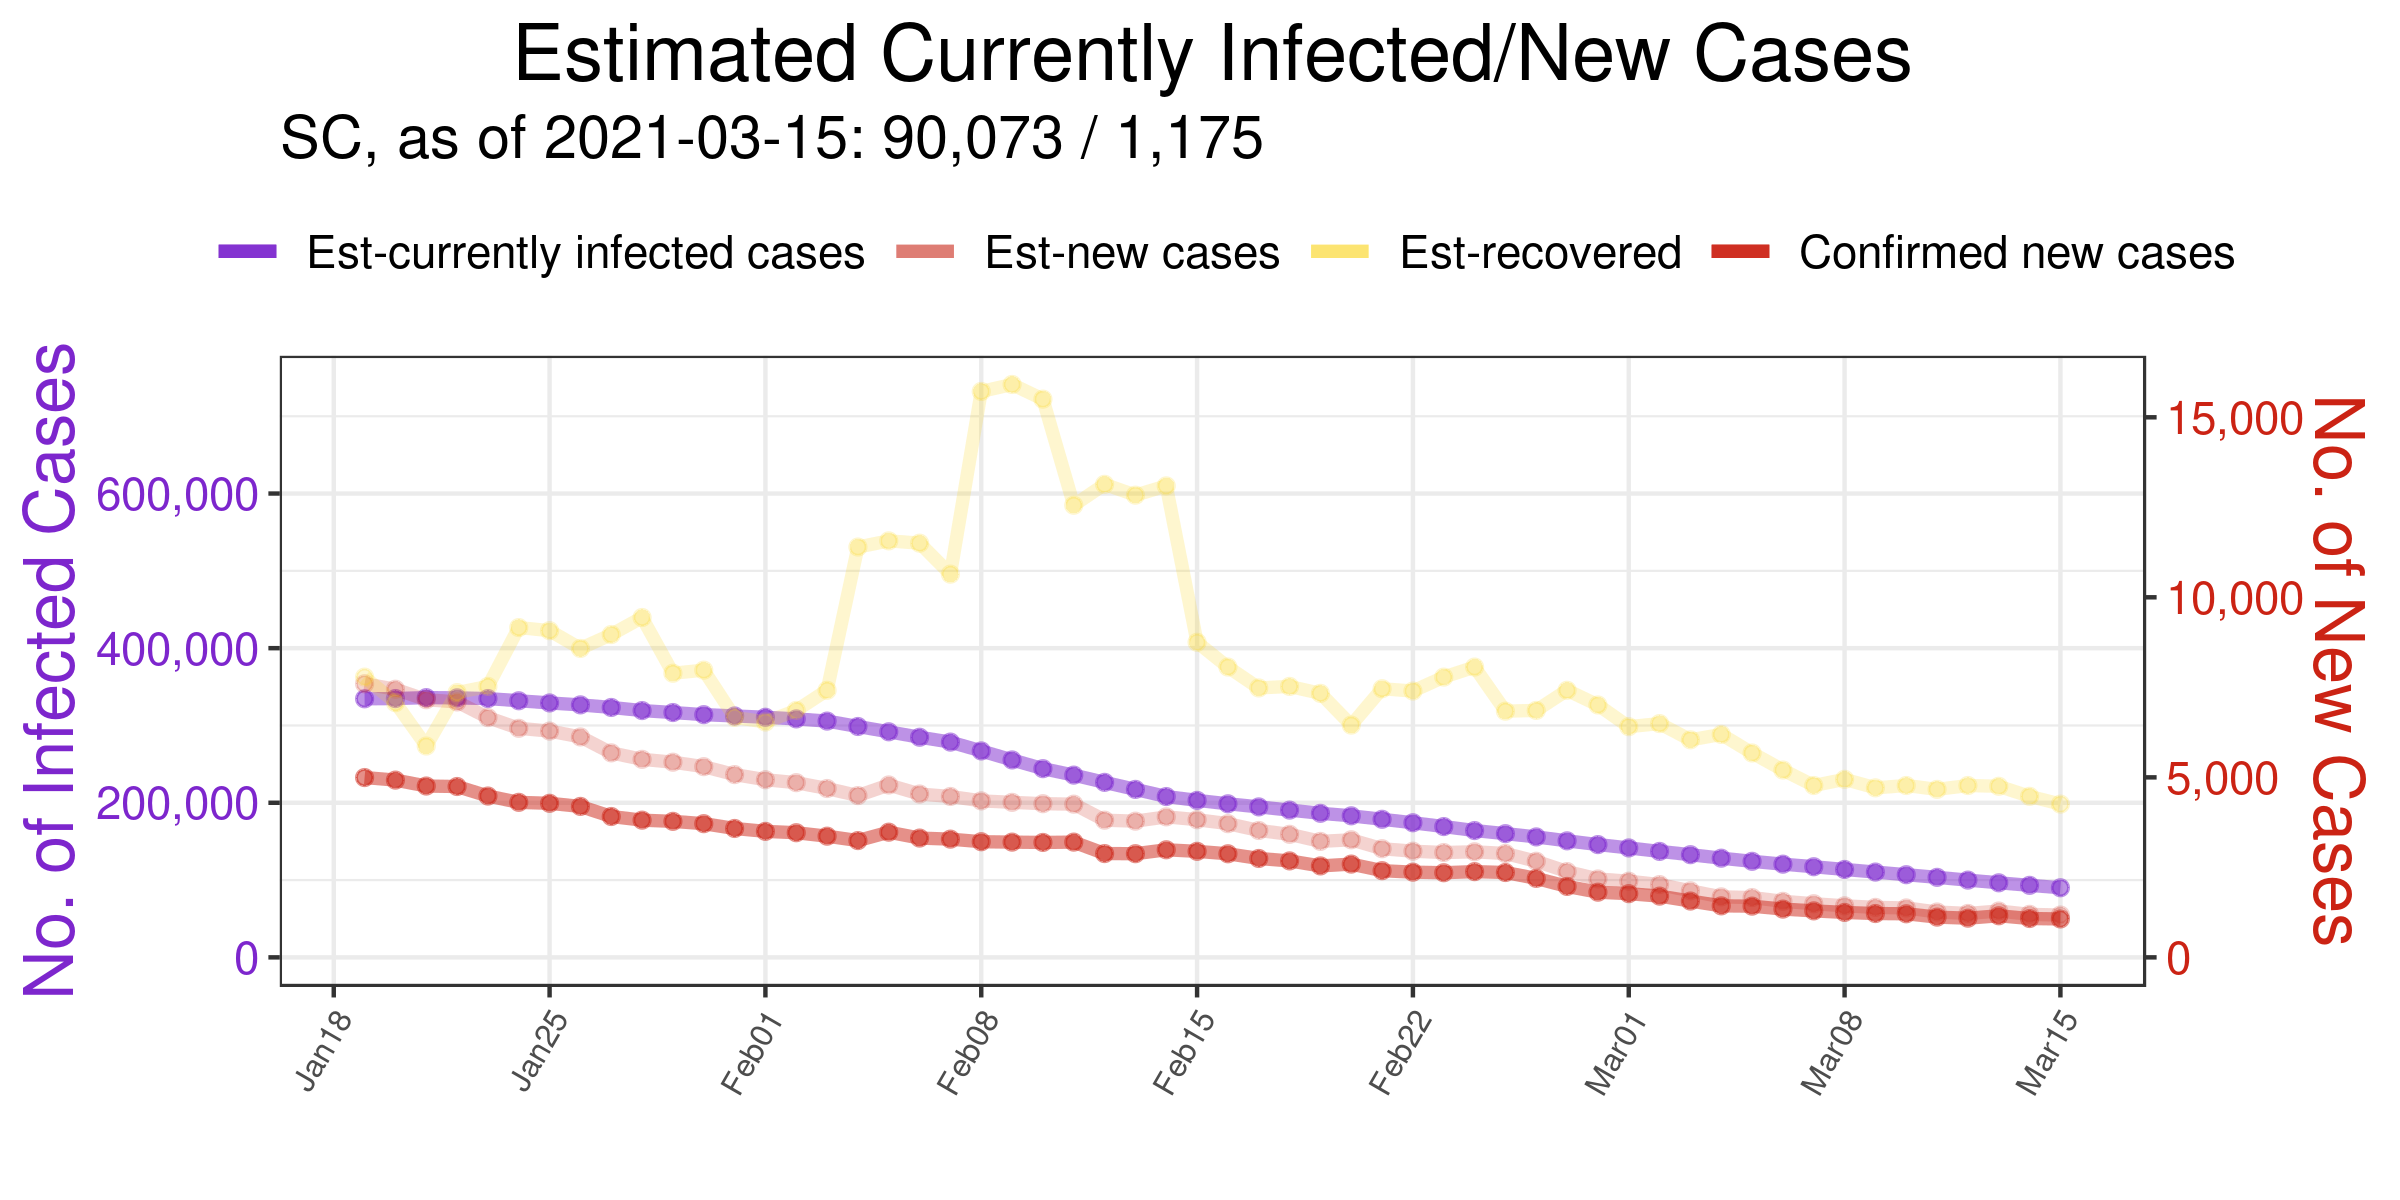 Estimated Currently Infected/New Cases
SC, as of 2021-03-15: 90,073 / 1,175
Est-currently infected cases Est-new cases Est-recovered Confirmed new cases
No. of Infected Cases
600,000
400,000
200,000
0
15,000
10,000
5,000
0
No. of New Cases
Jan18 Jan25 Feb01 Feb08 Feb15 Feb22 Mar01 Mar08 Mar15